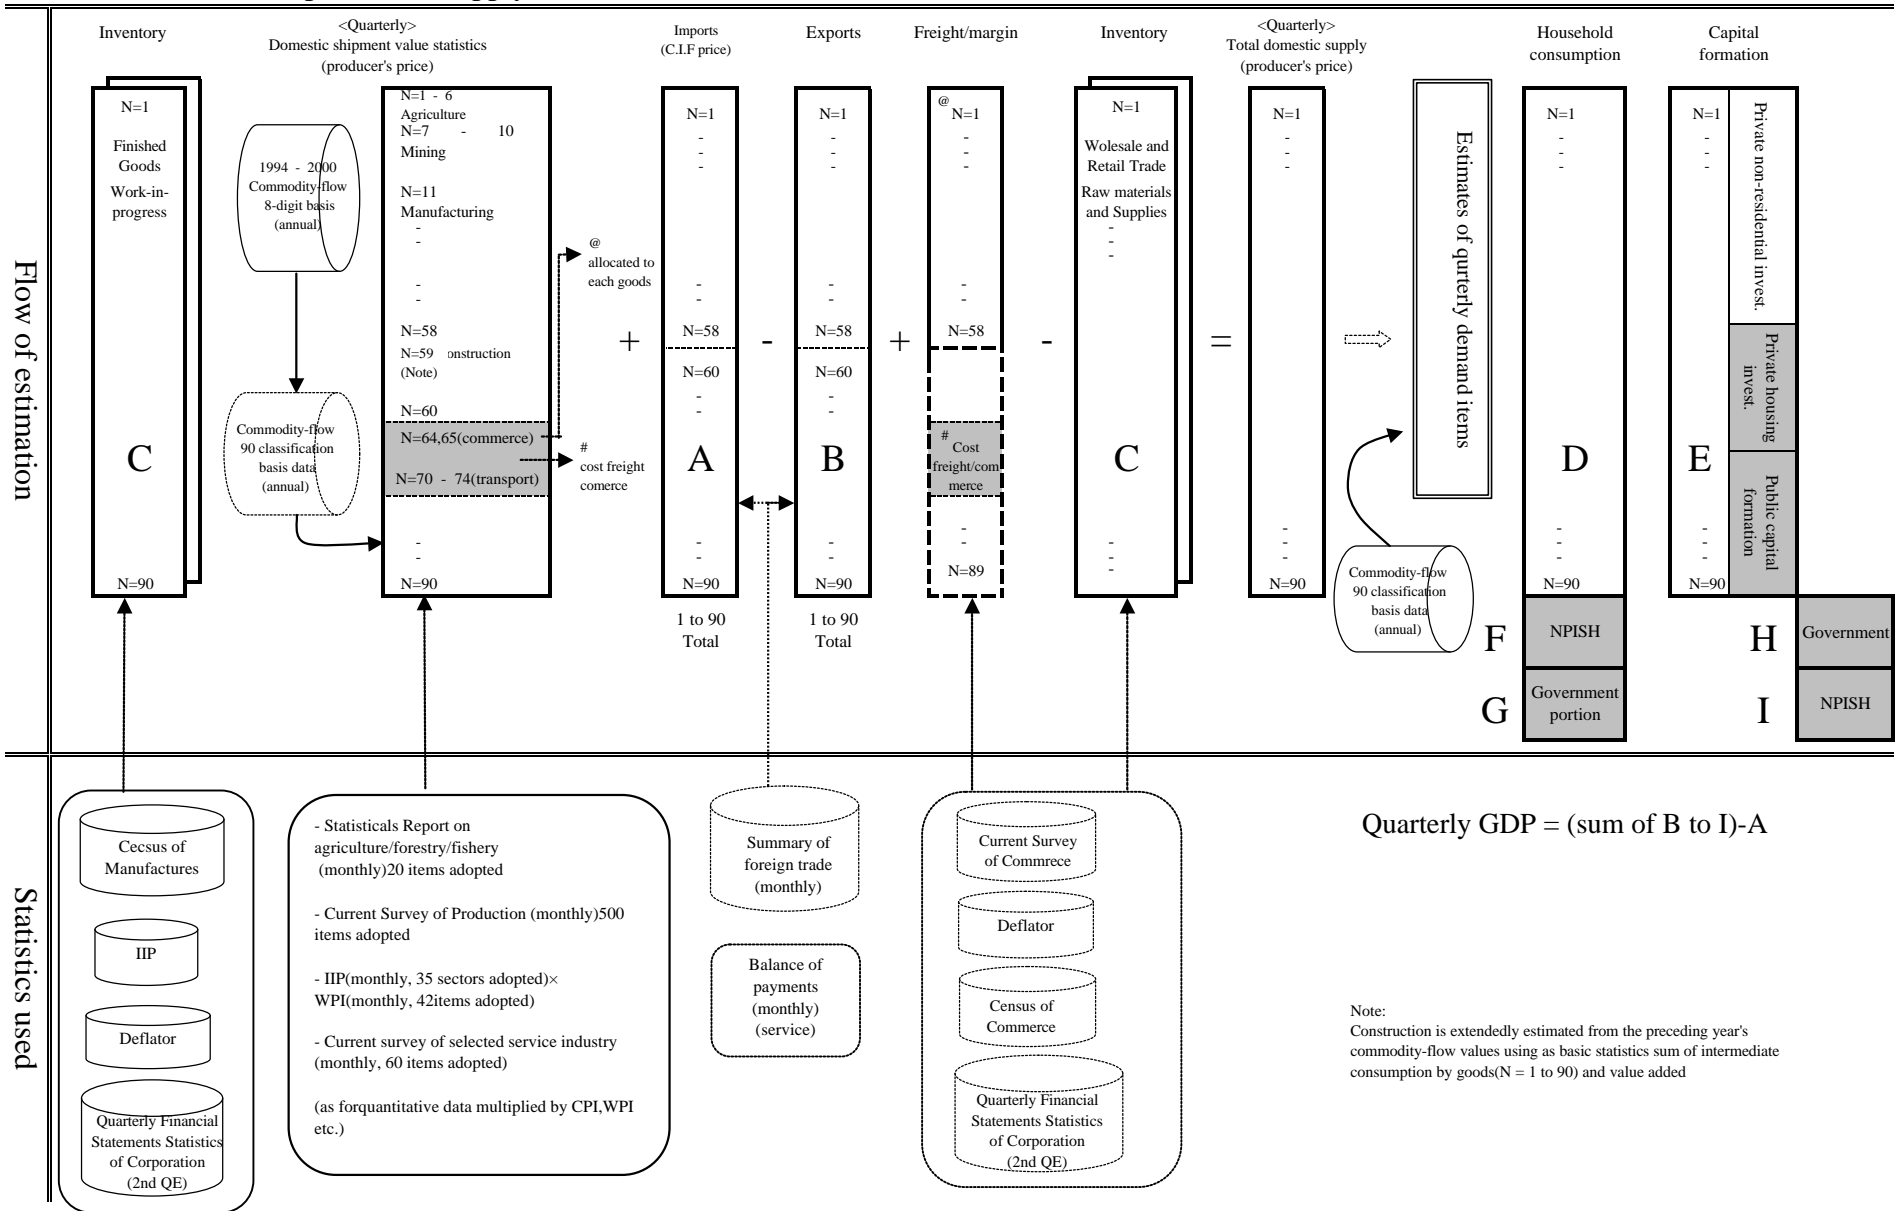 Inventory
<Quarterly>
Domestic shipment value statistics
(producer's price)
Imports
(C.I.F price)
Exports
Freight/margin
Inventory
<Quarterly>
Total domestic supply
(producer's price)
Household
consumption
Capital
formation
Flow of estimation
N=1
Finished
Goods
Work-in-
progress
C
N=90
1994 - 2000
Commodity-flow
8-digit basis
(annual)
Commodity-flow
90 classification
basis data
(annual)
N=1 - 6
Agriculture
N=7 - 10
Mining
N=11
Manufacturing
-
-
-
-
N=58
N=59 onstruction
(Note)
N=60
N=64,65(commerce)
N=70 - 74(transport)
-
-
N=90
@
allocated to
each goods
#
cost freight
comerce
+
N=1
-
-
-
-
-
N=58
N=60
-
-
A
-
-
N=90
1 to 90
Total
-
N=1
-
-
-
-
-
N=58
N=60
-
-
B
-
-
N=90
1 to 90
Total
+
@
N=1
-
-
-
-
-
N=58
#
Cost
freight/com
merce
-
-
N=89
-
N=1
Wolesale and
Retail Trade
Raw materials
and Supplies
-
-
-
C
-
-
-
=
N=1
-
-
-
-
-
-
N=90
Estimates of qurterly demand items
Commodity-flow
90 classification
basis data
(annual)
N=1
-
-
-
D
-
-
-
N=90
F
NPISH
G
Government
portion
N=1
-
-
-
E
-
-
-
N=90
Private non-residential invest.
Private housing
invest.
Public capital
formation
H
Government
I
NPISH
Statistics used
Cecsus of
Manufactures
IIP
Deflator
Quarterly Financial
Statements Statistics
of Corporation
(2nd QE)
- Statisticals Report on
agriculture/forestry/fishery
(monthly)20 items adopted
- Current Survey of Production (monthly)500
items adopted
- IIP(monthly, 35 sectors adopted)×
WPI(monthly, 42items adopted)
- Current survey of selected service industry
(monthly, 60 items adopted)
(as forquantitative data multiplied by CPI,WPI
etc.)
Summary of
foreign trade
(monthly)
Balance of
payments
(monthly)
(service)
Current Survey
of Commrece
Deflator
Census of
Commerce
Quarterly Financial
Statements Statistics
of Corporation
(2nd QE)
Quarterly GDP = (sum of B to I)-A
Note:
Construction is extendedly estimated from the preceding year's
commodity-flow values using as basic statistics sum of intermediate
consumption by goods(N = 1 to 90) and value added